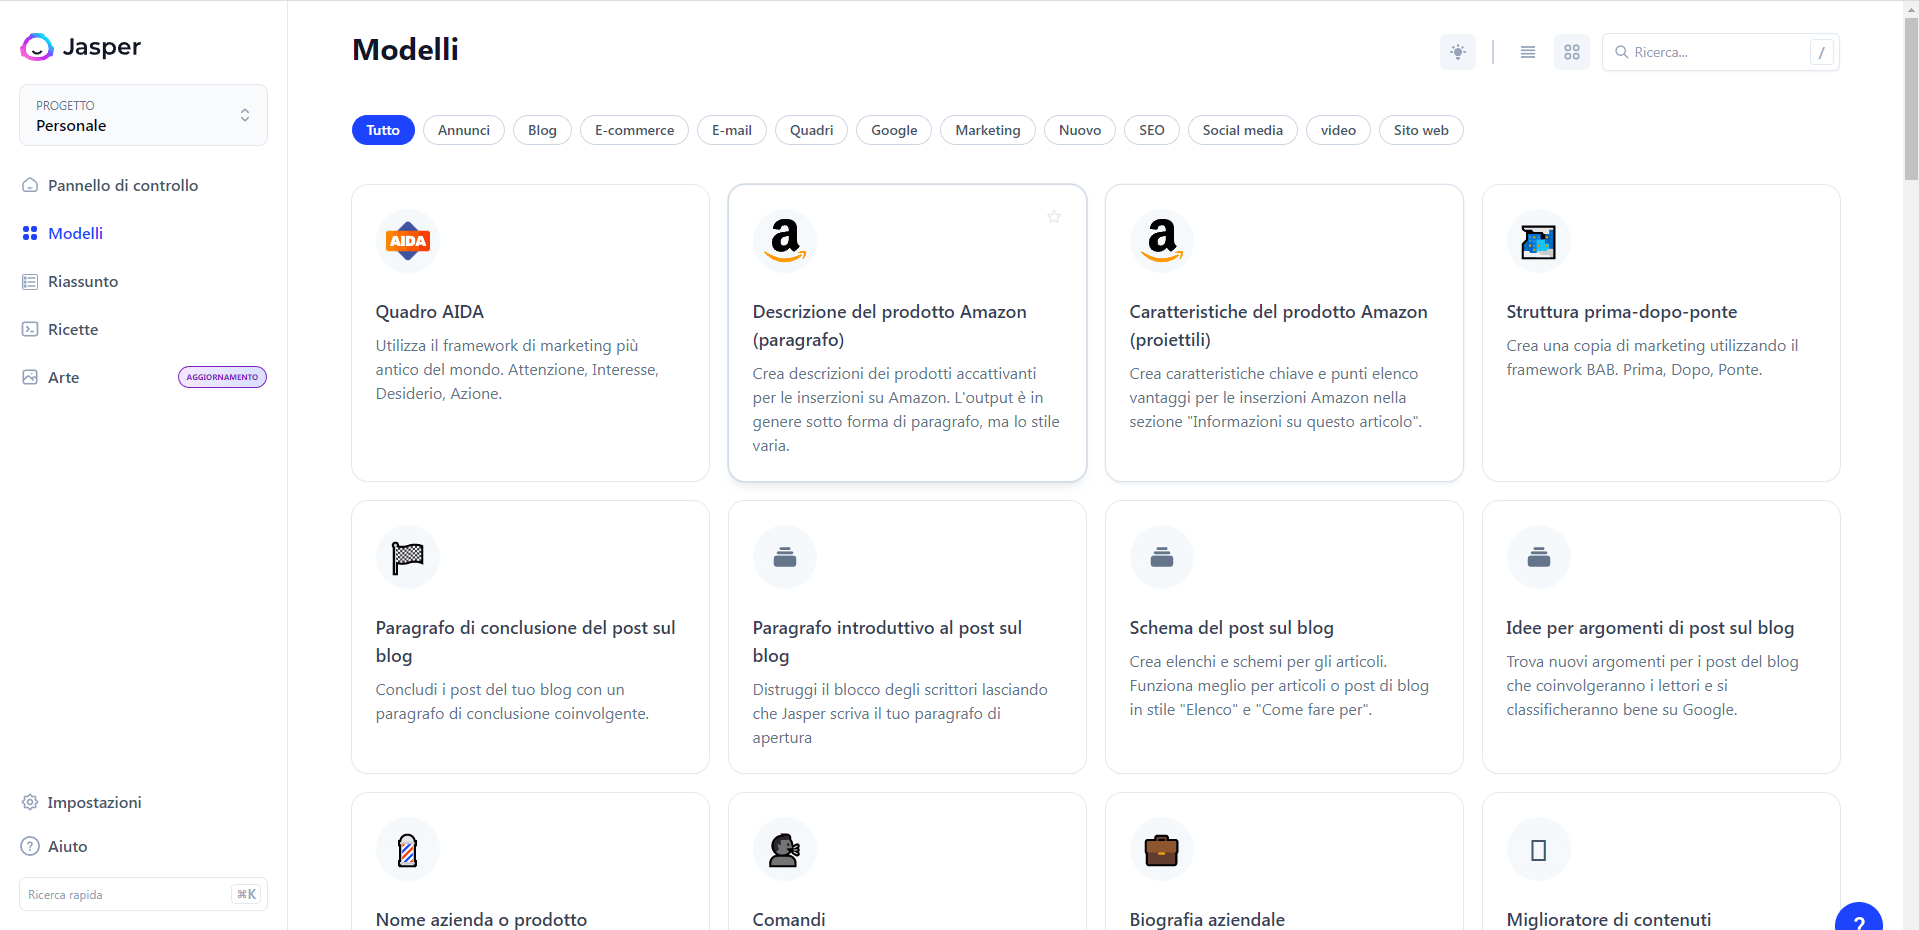 Jasper
PROGETTO
Personale
Pannello di controllo
Modelli
Riassunto
Ricette
Arte
AGGIORNAMENTO
Impostazioni
Aiuto
Ricerca rapida
⌘K
Modelli
Ricerca...
/
Tutto
Annunci
Blog
E-commerce
E-mail
Quadri
Google
Marketing
Nuovo
SEO
Social media
video
Sito web
AIDA
Quadro AIDA
Utilizza il framework di marketing più
antico del mondo. Attenzione, Interesse,
Desiderio, Azione.
a
Descrizione del prodotto Amazon
(paragrafo)
Crea descrizioni dei prodotti accattivanti
per le inserzioni su Amazon. L'output è in
genere sotto forma di paragrafo, ma lo stile
varia.
a
Caratteristiche del prodotto Amazon
(proiettili)
Crea caratteristiche chiave e punti elenco
vantaggi per le inserzioni Amazon nella
sezione "Informazioni su questo articolo".
Struttura prima-dopo-ponte
Crea una copia di marketing utilizzando il
framework BAB. Prima, Dopo, Ponte.
Paragrafo di conclusione del post sul
blog
Concludi i post del tuo blog con un
paragrafo di conclusione coinvolgente.
Paragrafo introduttivo al post sul
blog
Distruggi il blocco degli scrittori lasciando
che Jasper scriva il tuo paragrafo di
apertura
Schema del post sul blog
Crea elenchi e schemi per gli articoli.
Funziona meglio per articoli o post di blog
in stile "Elenco" e "Come fare per".
Idee per argomenti di post sul blog
Trova nuovi argomenti per i post del blog
che coinvolgeranno i lettori e si
classificheranno bene su Google.
Nome azienda o prodotto
Comandi
Biografia aziendale
Miglioratore di contenuti
?